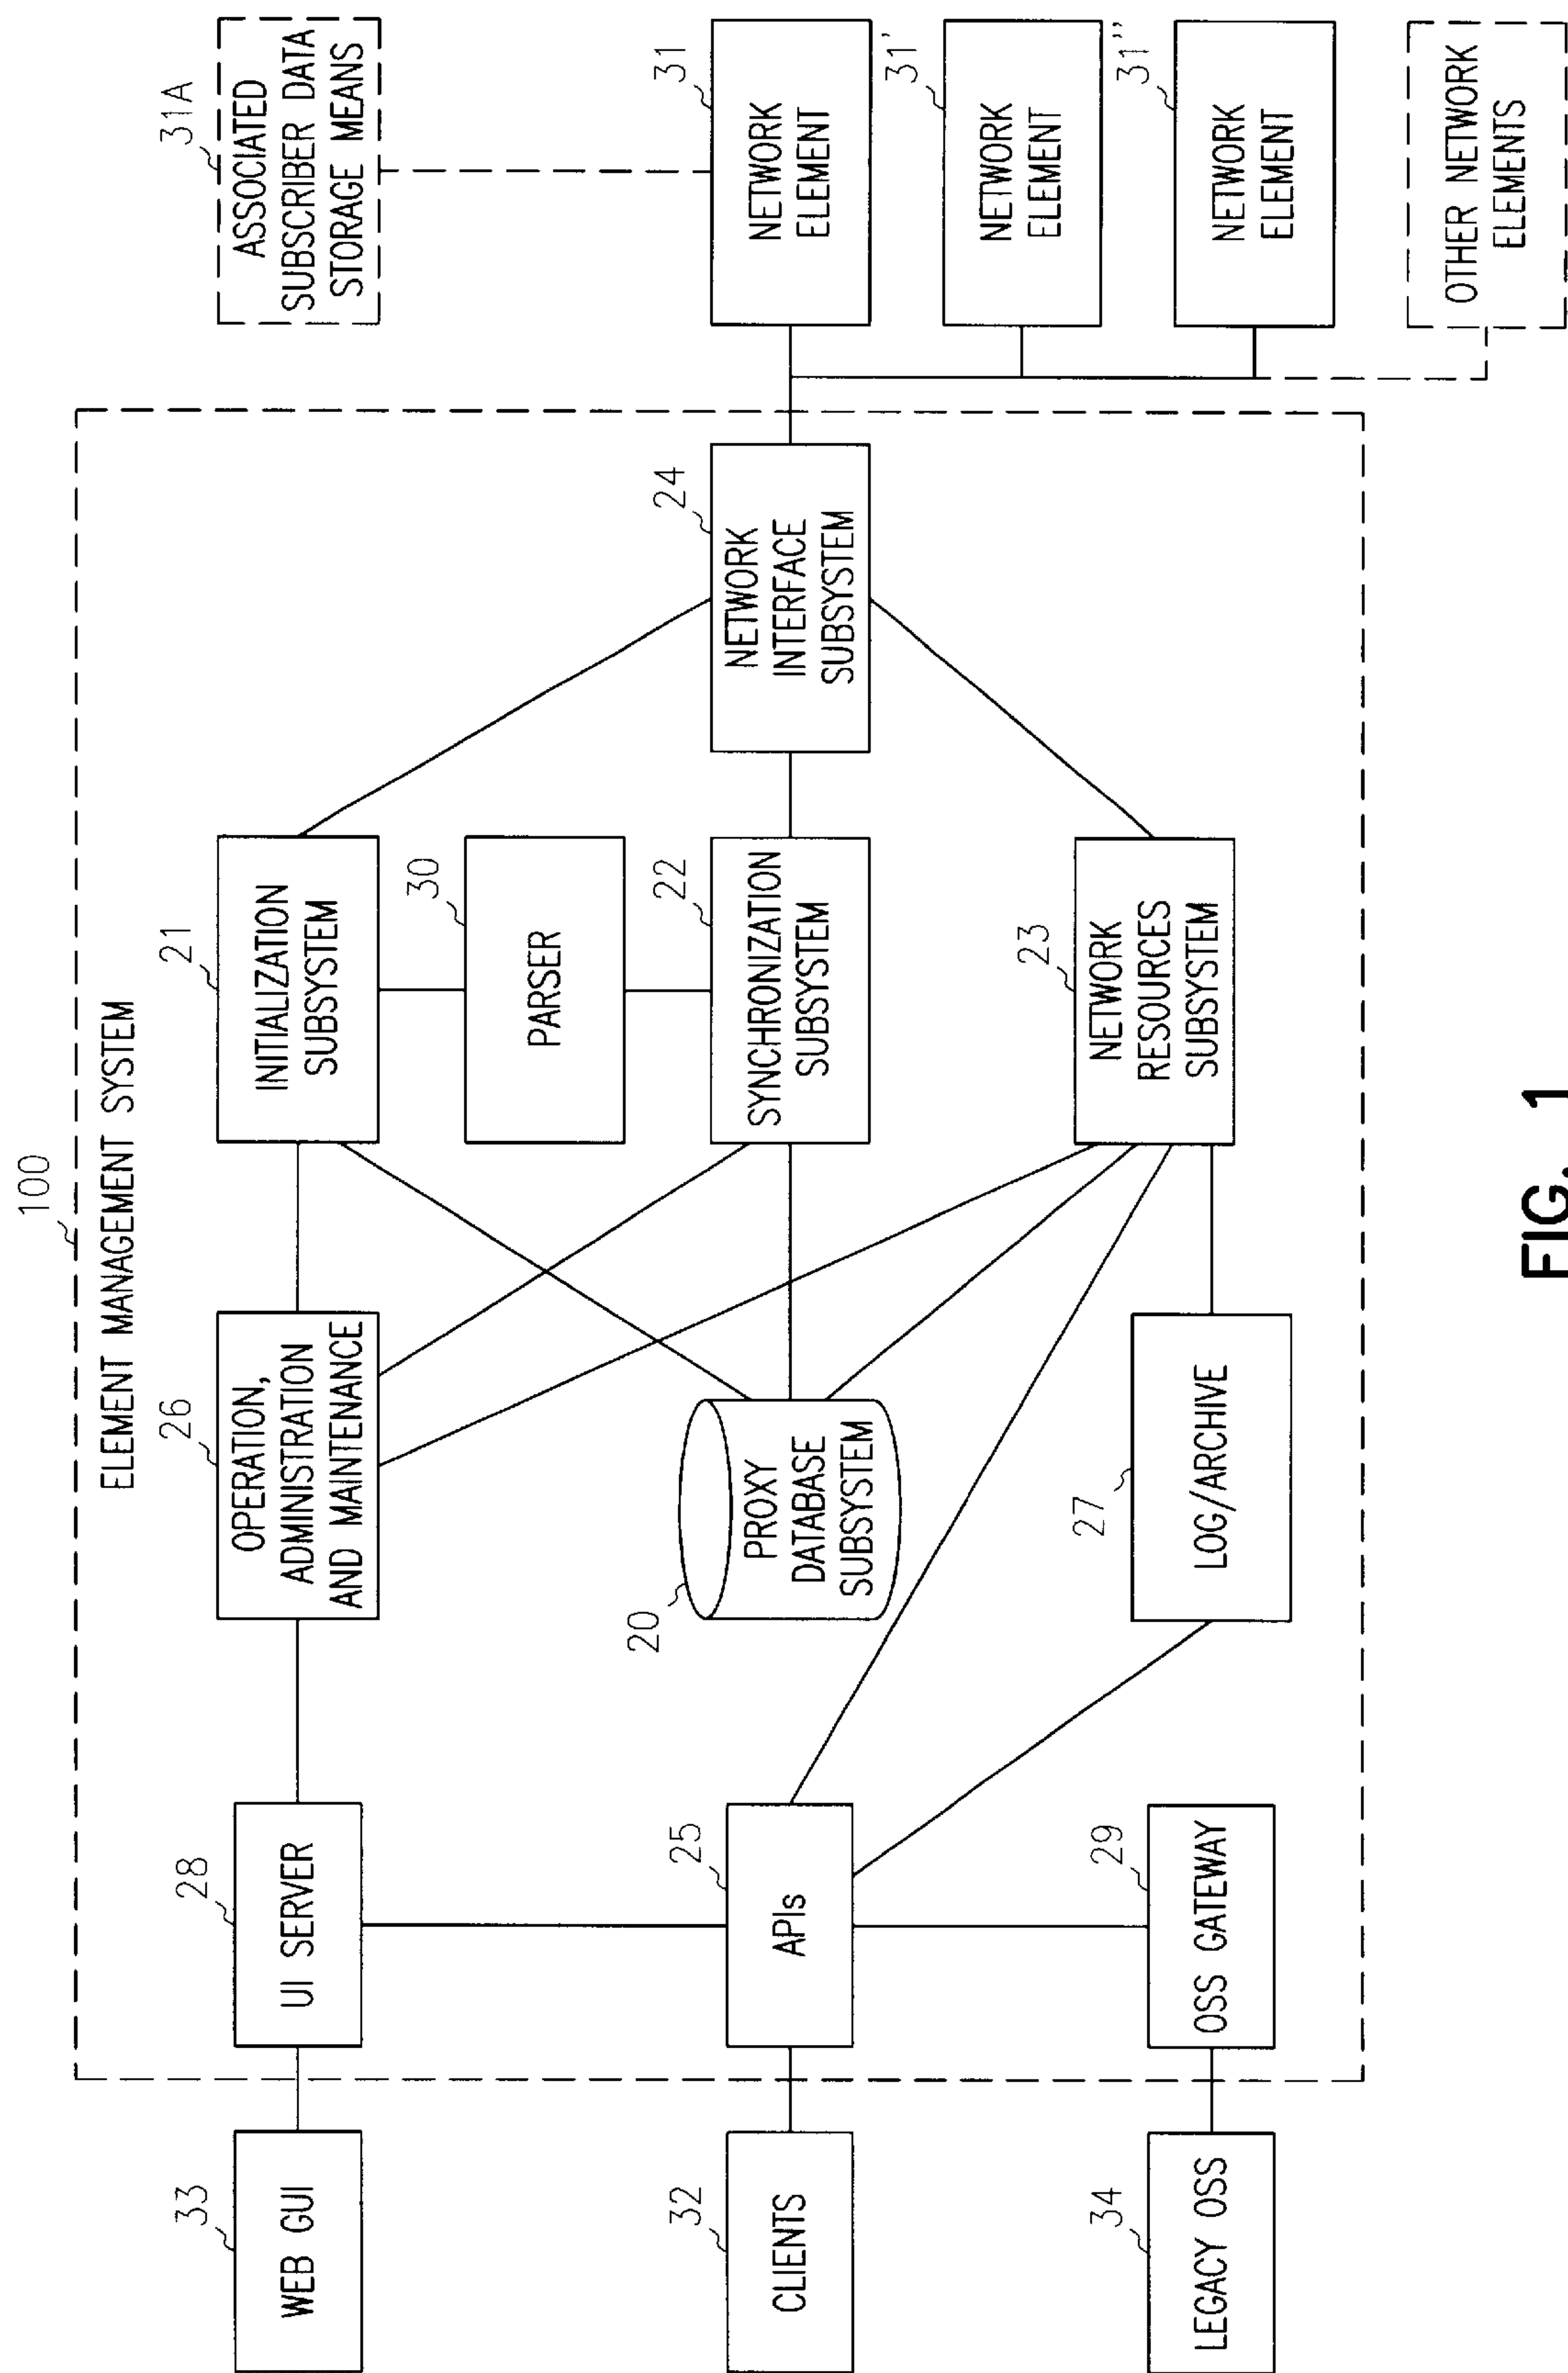 100
ELEMENT MANAGEMENT SYSTEM
33
WEB GUI
28
UI SERVER
26
OPERATION,
ADMINISTRATION
AND MAINTENANCE
21
INITIALIZATION
SUBSYSTEM
31A
ASSOCIATED
SUBSCRIBER DATA
STORAGE MEANS
30
PARSER
32
CLIENTS
25
APIs
20
PROXY
DATABASE
SUBSYSTEM
22
SYNCHRONIZATION
SUBSYSTEM
24
NETWORK
INTERFACE
SUBSYSTEM
31
NETWORK
ELEMENT
31'
NETWORK
ELEMENT
34
LEGACY OSS
29
OSS GATEWAY
27
LOG/ARCHIVE
23
NETWORK
RESOURCES
SUBSYSTEM
31''
NETWORK
ELEMENT
OTHER NETWORK
ELEMENTS
FIG. 1